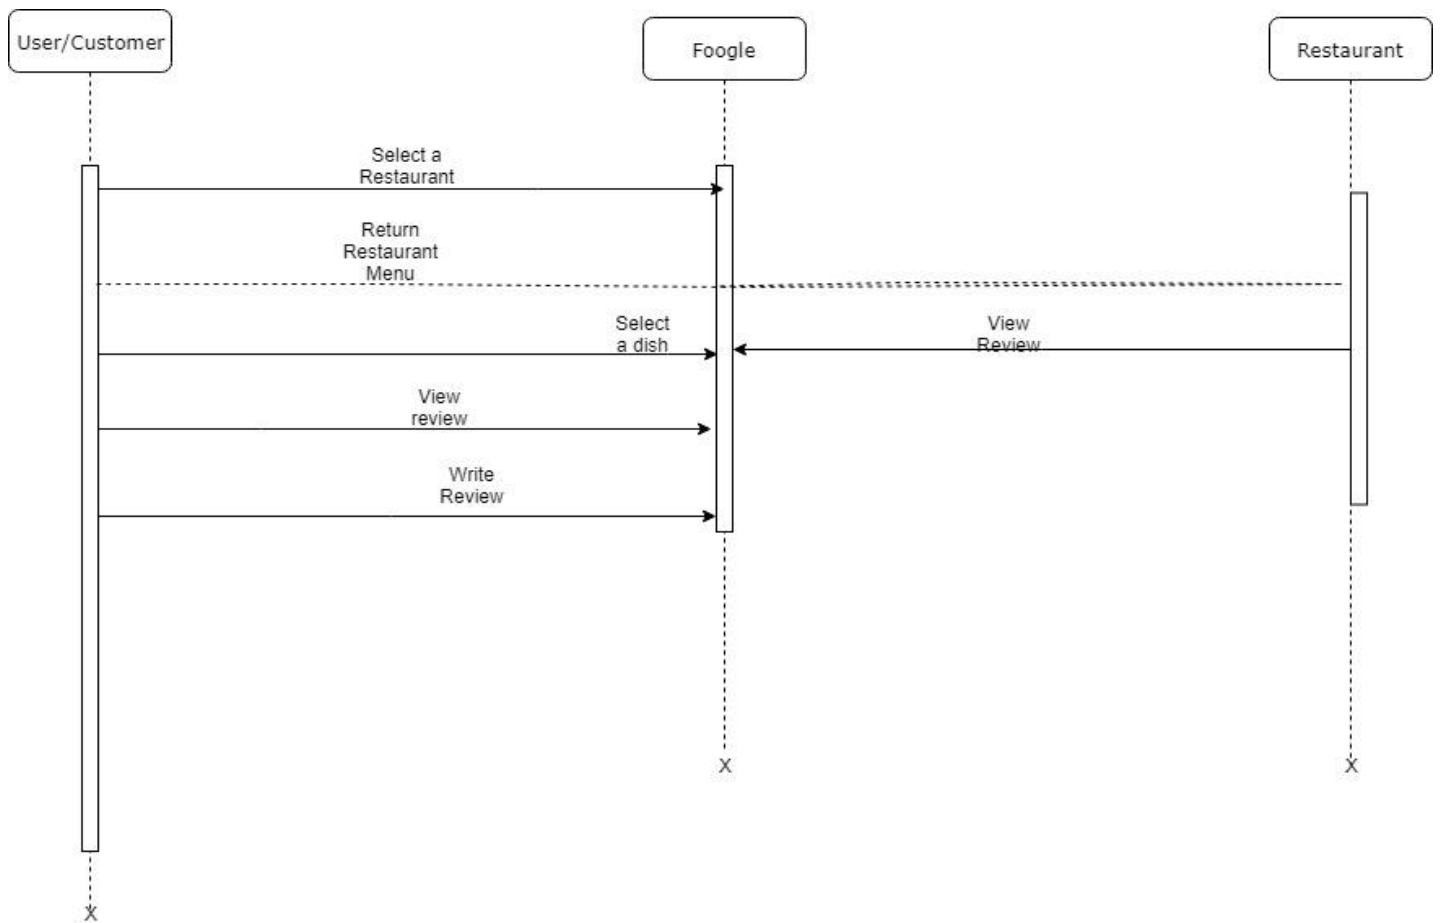 User/Customer
Foogle
Restaurant
Select a
Restaurant
Return
Restaurant
Menu
Select
a dish
View
Review
View
review
Write
Review
X
X
X